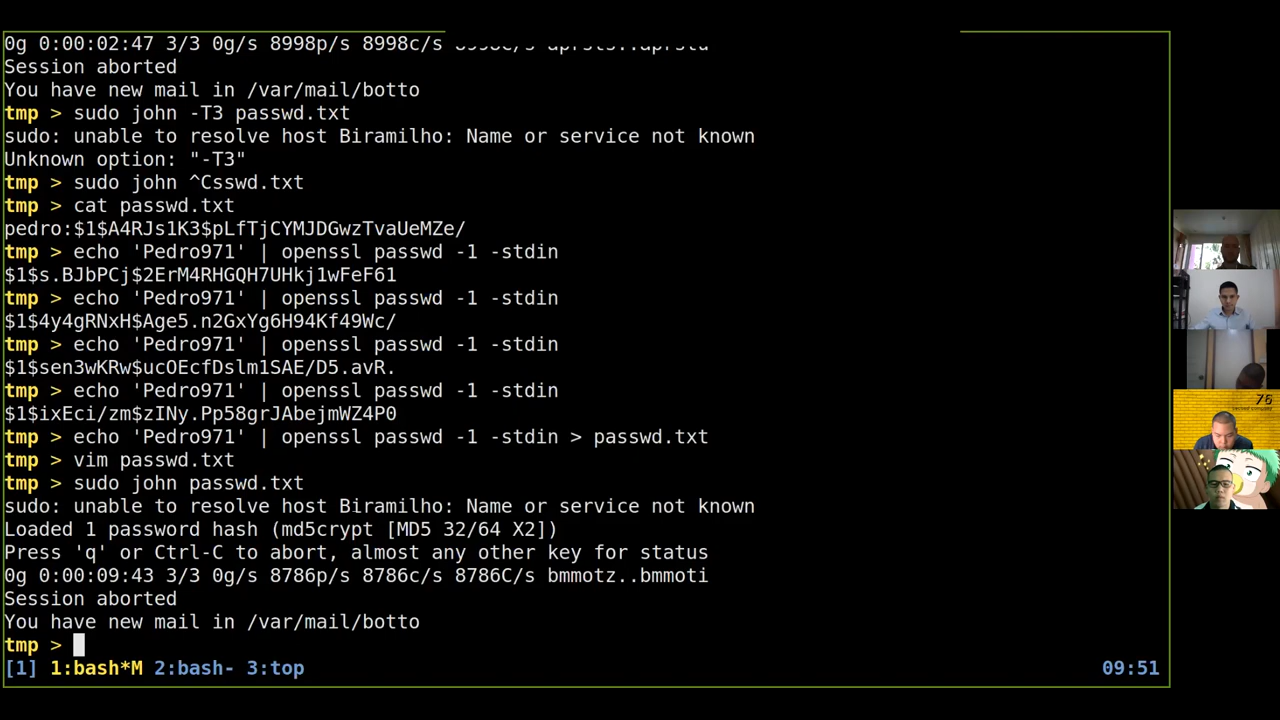 0g 0:00:02:47 3/3 0g/s 8998p/s 8998c/s
Session aborted
You have new mail in /var/mail/botto
tmp > sudo john -T3 passwd.txt
sudo: unable to resolve host Biramilho: Name or service not known
Unknown option: "-T3"
tmp > sudo john ^Csswd.txt
tmp > cat passwd.txt
pedro:$1$A4RJs1K3$pLfTjCYMJDGwzTvaUeMZe/
tmp > echo 'Pedro971' | openssl passwd -1 -stdin
$1$s.BJbPCj$2ErM4RHGQH7UHkj1wFeF61
tmp > echo 'Pedro971' | openssl passwd -1 -stdin
$1$4y4gRNxH$Age5.n2GxYg6H94Kf49Wc/
tmp > echo 'Pedro971' | openssl passwd -1 -stdin
$1$sen3wKRw$ucOEcfDslm1SAE/D5.avR.
tmp > echo 'Pedro971' | openssl passwd -1 -stdin
$1$ixEci/zm$zINy.Pp58grJAbejmWZ4P0
tmp > echo 'Pedro971' | openssl passwd -1 -stdin > passwd.txt
tmp > vim passwd.txt
tmp > sudo john passwd.txt
sudo: unable to resolve host Biramilho: Name or service not known
Loaded 1 password hash (md5crypt [MD5 32/64 X2])
Press 'q' or Ctrl-C to abort, almost any other key for status
0g 0:00:09:43 3/3 0g/s 8786p/s 8786c/s 8786C/s bmmotz..bmmoti
Session aborted
You have new mail in /var/mail/botto
tmp >
[1] 1:bash*M 2:bash- 3:top 09:51